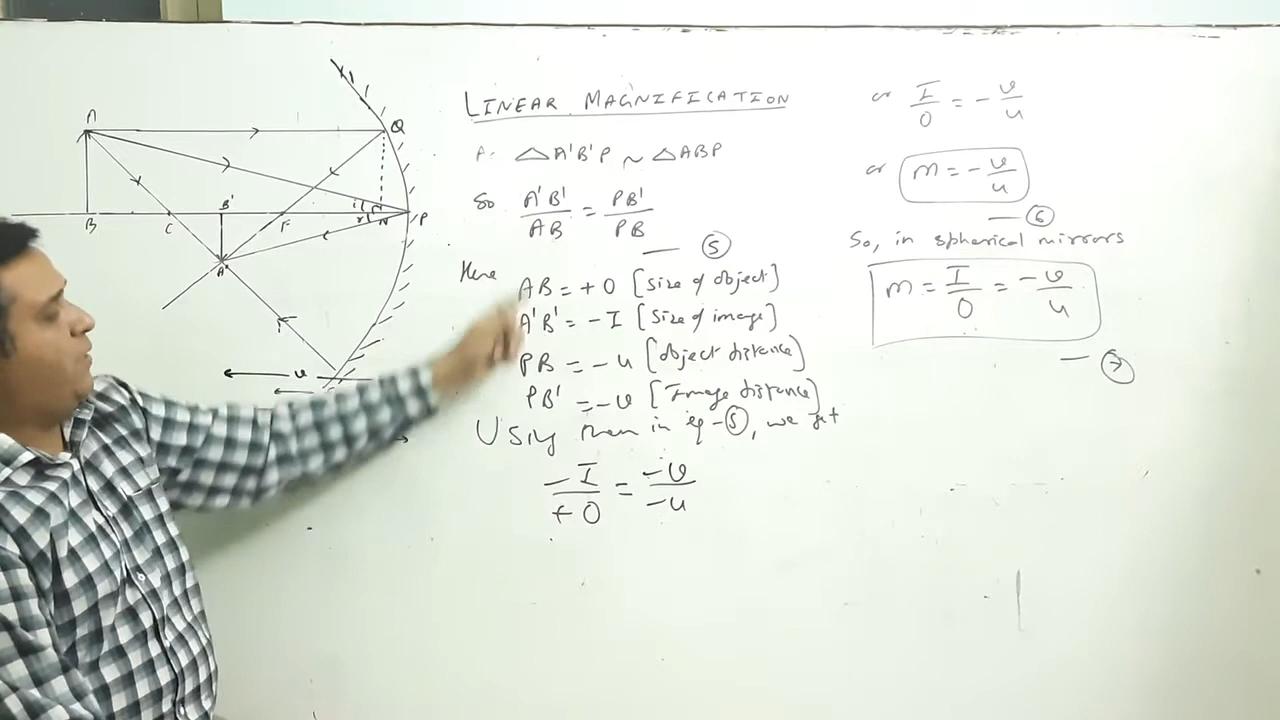 LINEAR MAGNIFICATION
△A'B'P ~ △ABP
So A'B'/AB = PB'/PB
— (5)
Here
AB = +O [size of object]
A'B' = -I [size of image]
PB = -u [object distance]
PB' = -v [Image distance]
Using them in eq-(5), we get
-I/+O = -v/-u
or I/O = -v/u
or m = -v/u
— (6)
So, in spherical mirrors
m = I/O = -v/u
— (7)
A
Q
B
C
B'
F
i
r
N
P
A'
u